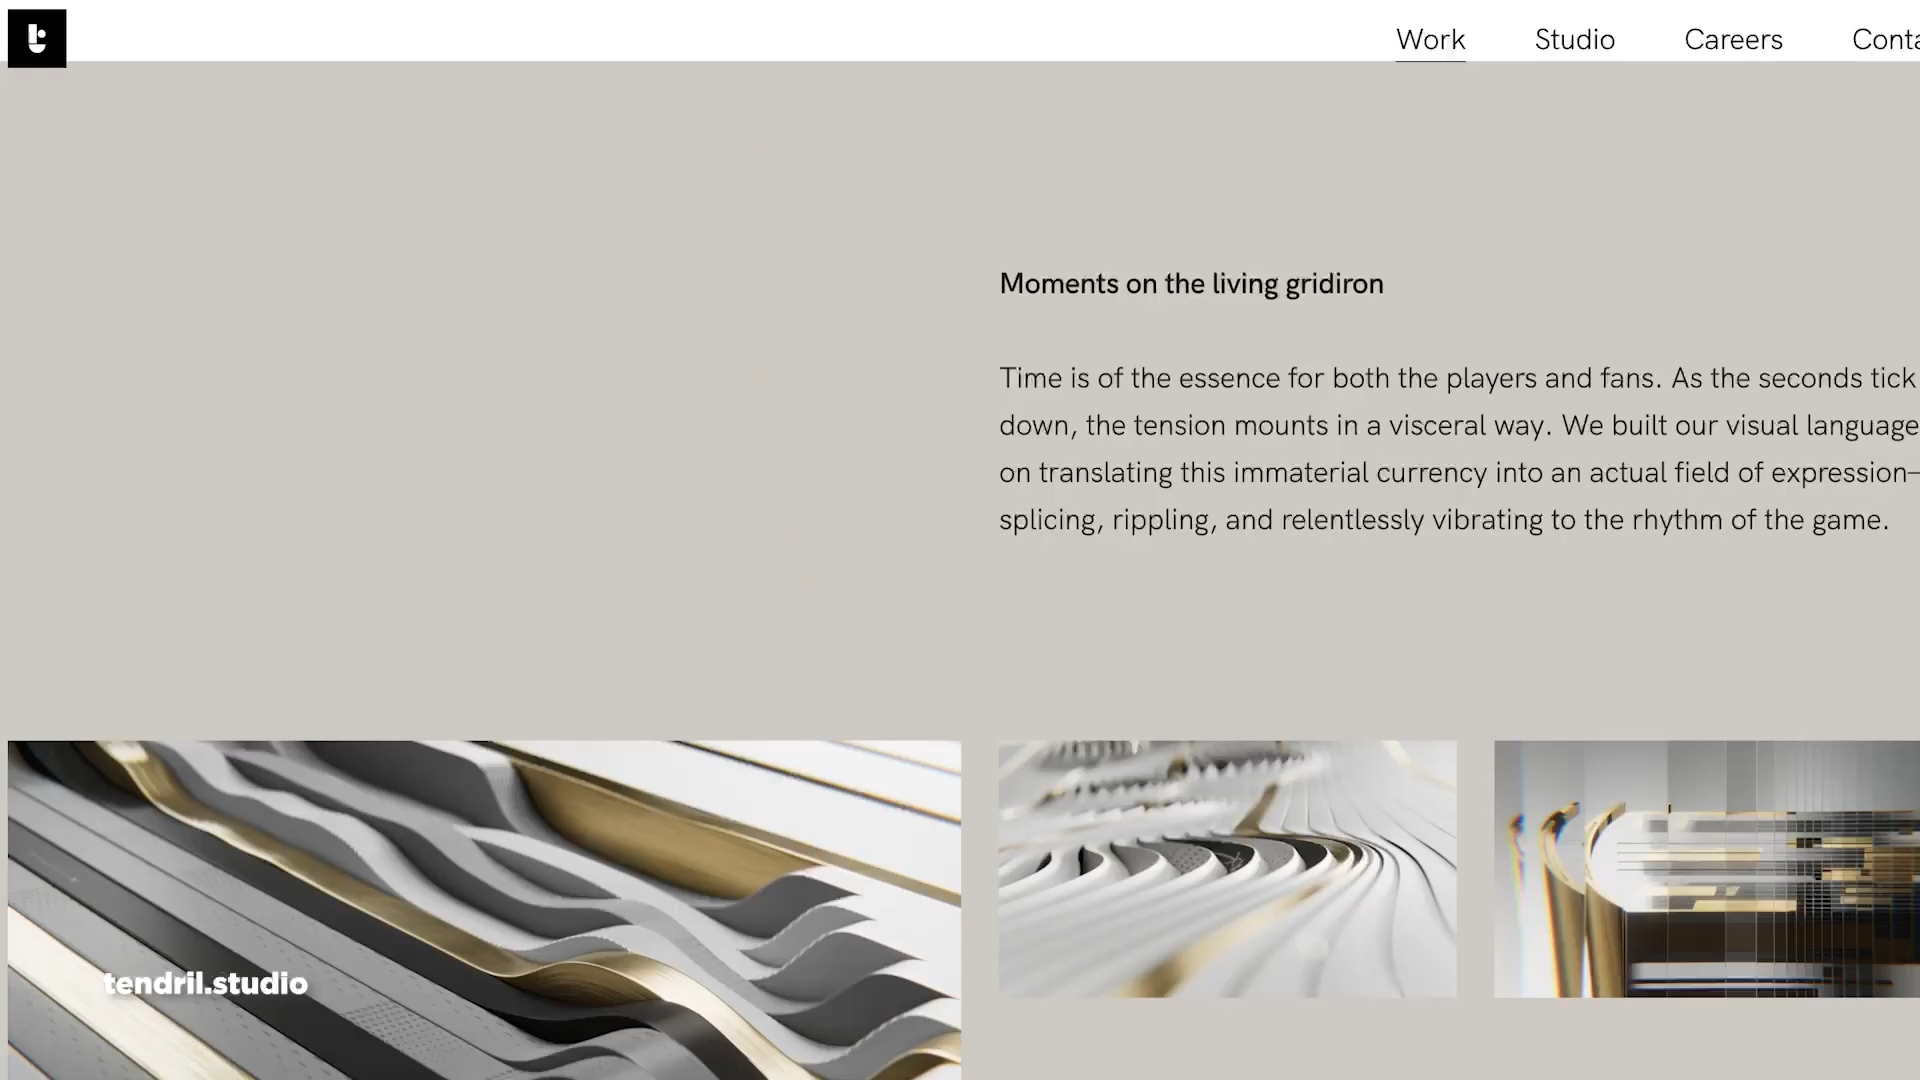 t
Work Studio Careers Conta
Moments on the living gridiron
Time is of the essence for both the players and fans. As the seconds tick
down, the tension mounts in a visceral way. We built our visual language
on translating this immaterial currency into an actual field of expression—
splicing, rippling, and relentlessly vibrating to the rhythm of the game.
tendril.studio